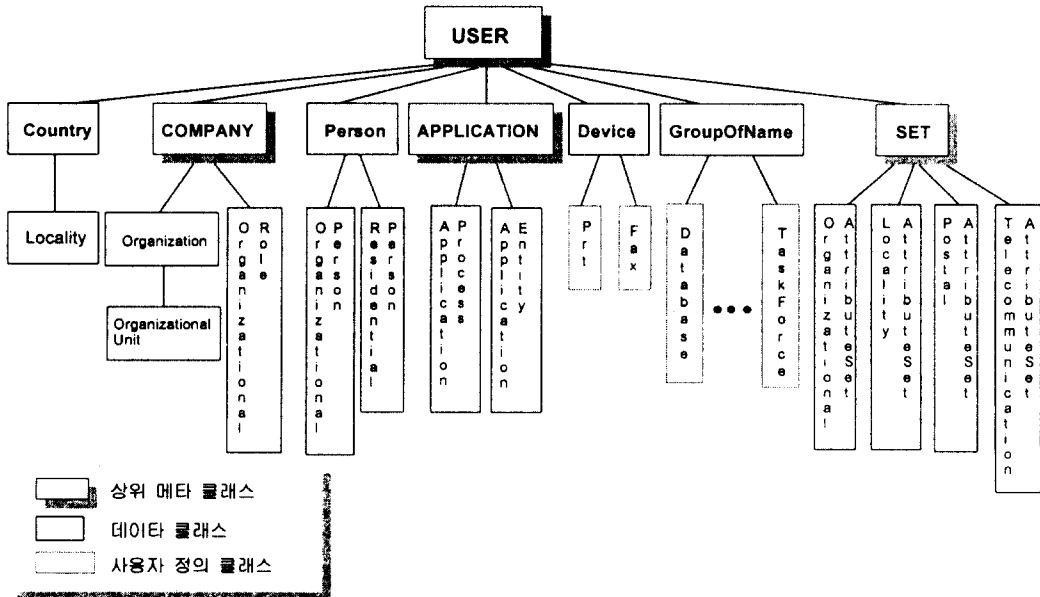 USER
Country
COMPANY
Person
APPLICATION
Device
GroupOfName
SET
Locality
Organization
Organizational
Unit
Organizational
Role
Organizational
Person
Residential
Person
Application
Process
Application
Entity
Prt
Fax
Database
•••
TaskForce
Organizational
AttributeSet
Locality
AttributeSet
Postal
AttributeSet
Telecommunication
AttributeSet
상위 메타 클래스
데이타 클래스
사용자 정의 클래스